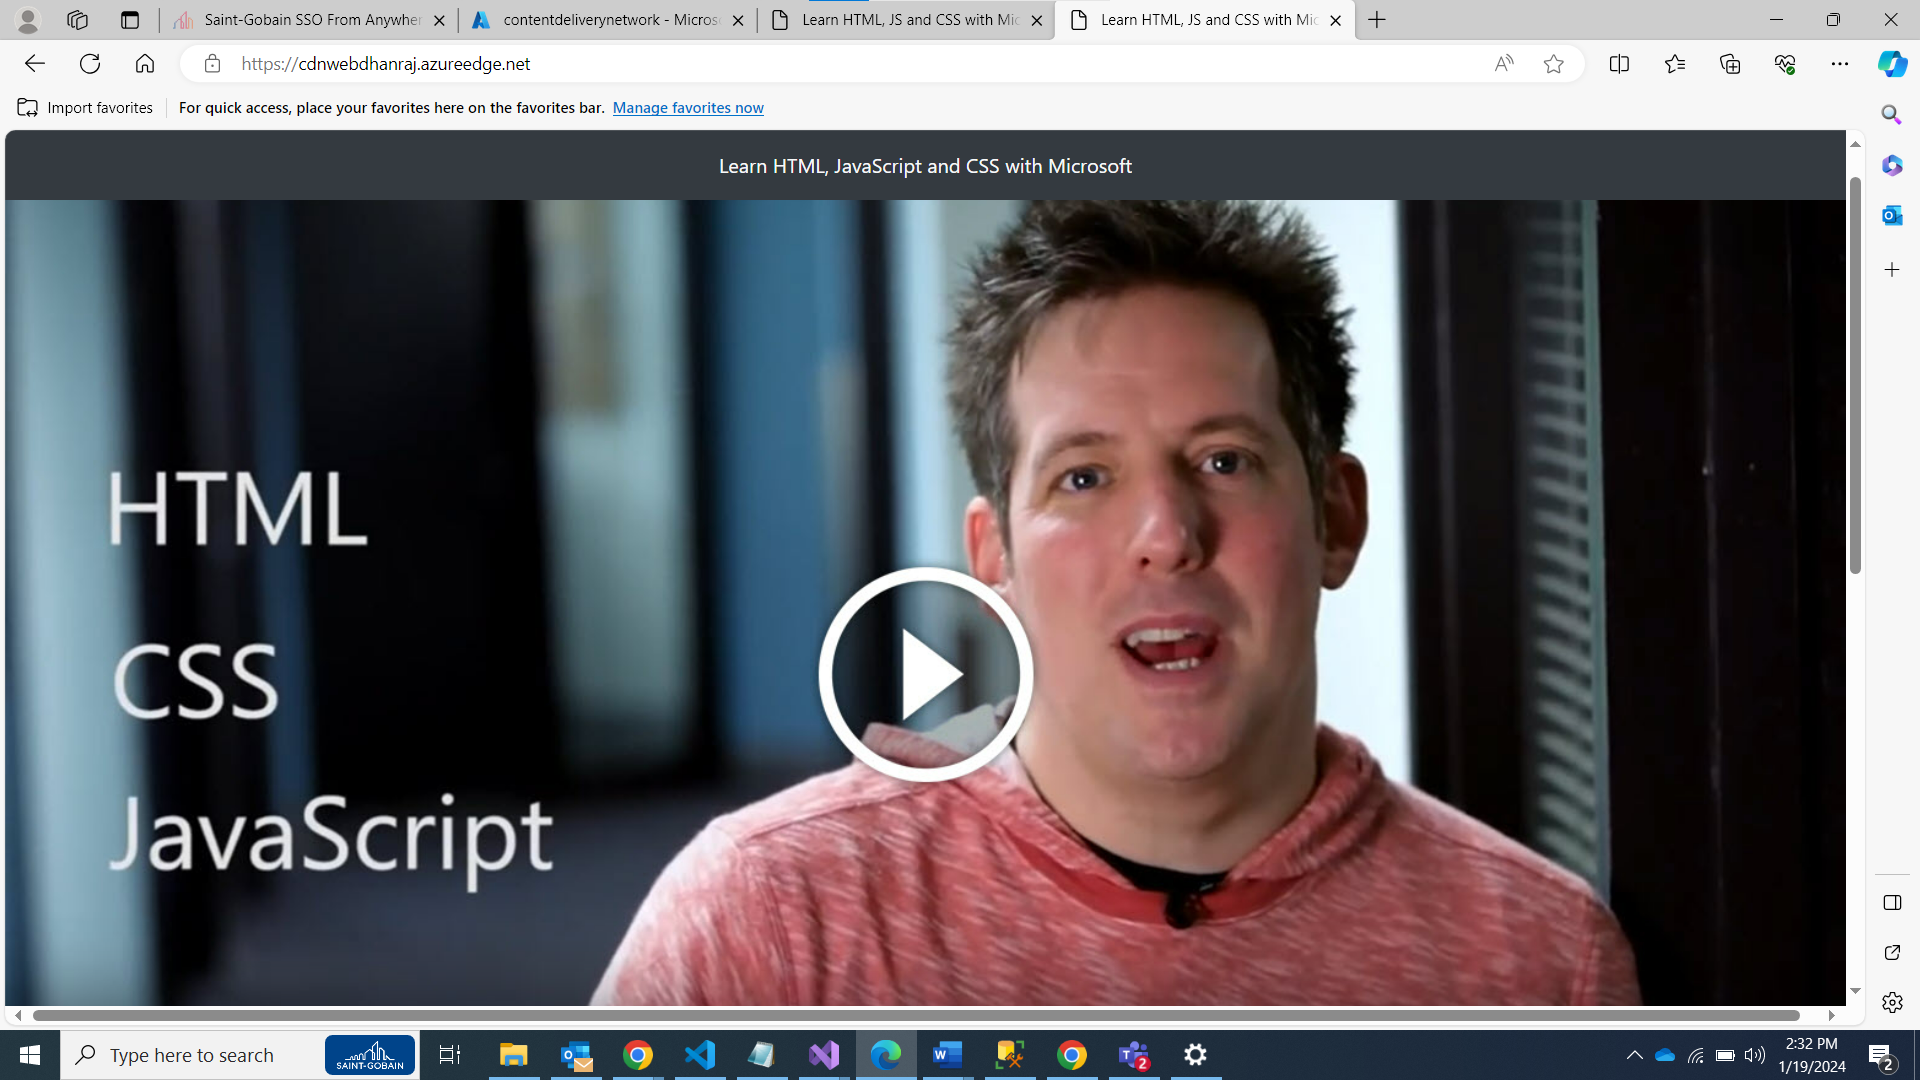 Saint-Gobain SSO From Anywher
contentdeliverynetwork - Micros
Learn HTML, JS and CSS with Mic
Learn HTML, JS and CSS with Mic
https://cdnwebdhanraj.azureedge.net
Import favorites
For quick access, place your favorites here on the favorites bar. Manage favorites now
Learn HTML, JavaScript and CSS with Microsoft
HTML
CSS
JavaScript
Type here to search
SAINT-GOBAIN
2
2:32 PM
1/19/2024
2